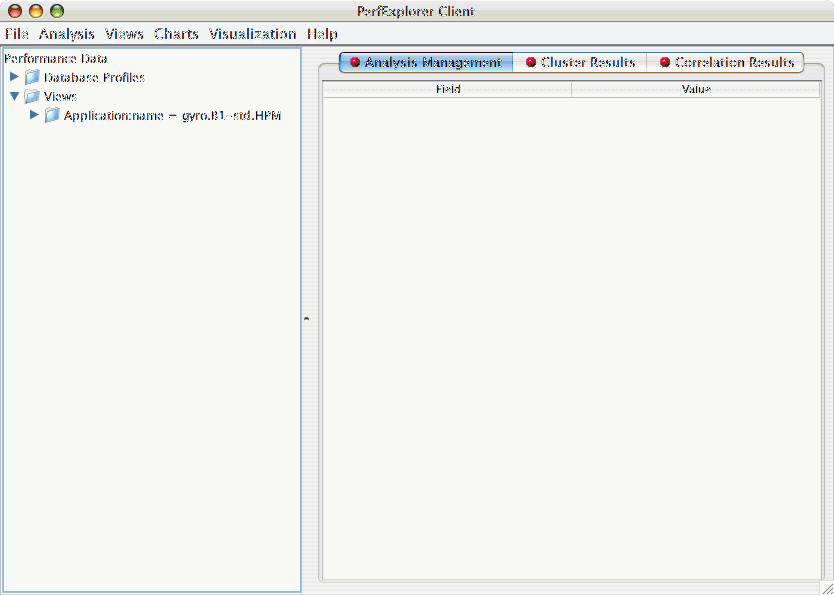 PerfExplorer Client
File Analysis Views Charts Visualization Help
Performance Data
Database Profiles
Views
Application:name = gyro.B1-std.HPM
Analysis Management Cluster Results Correlation Results
Field Value